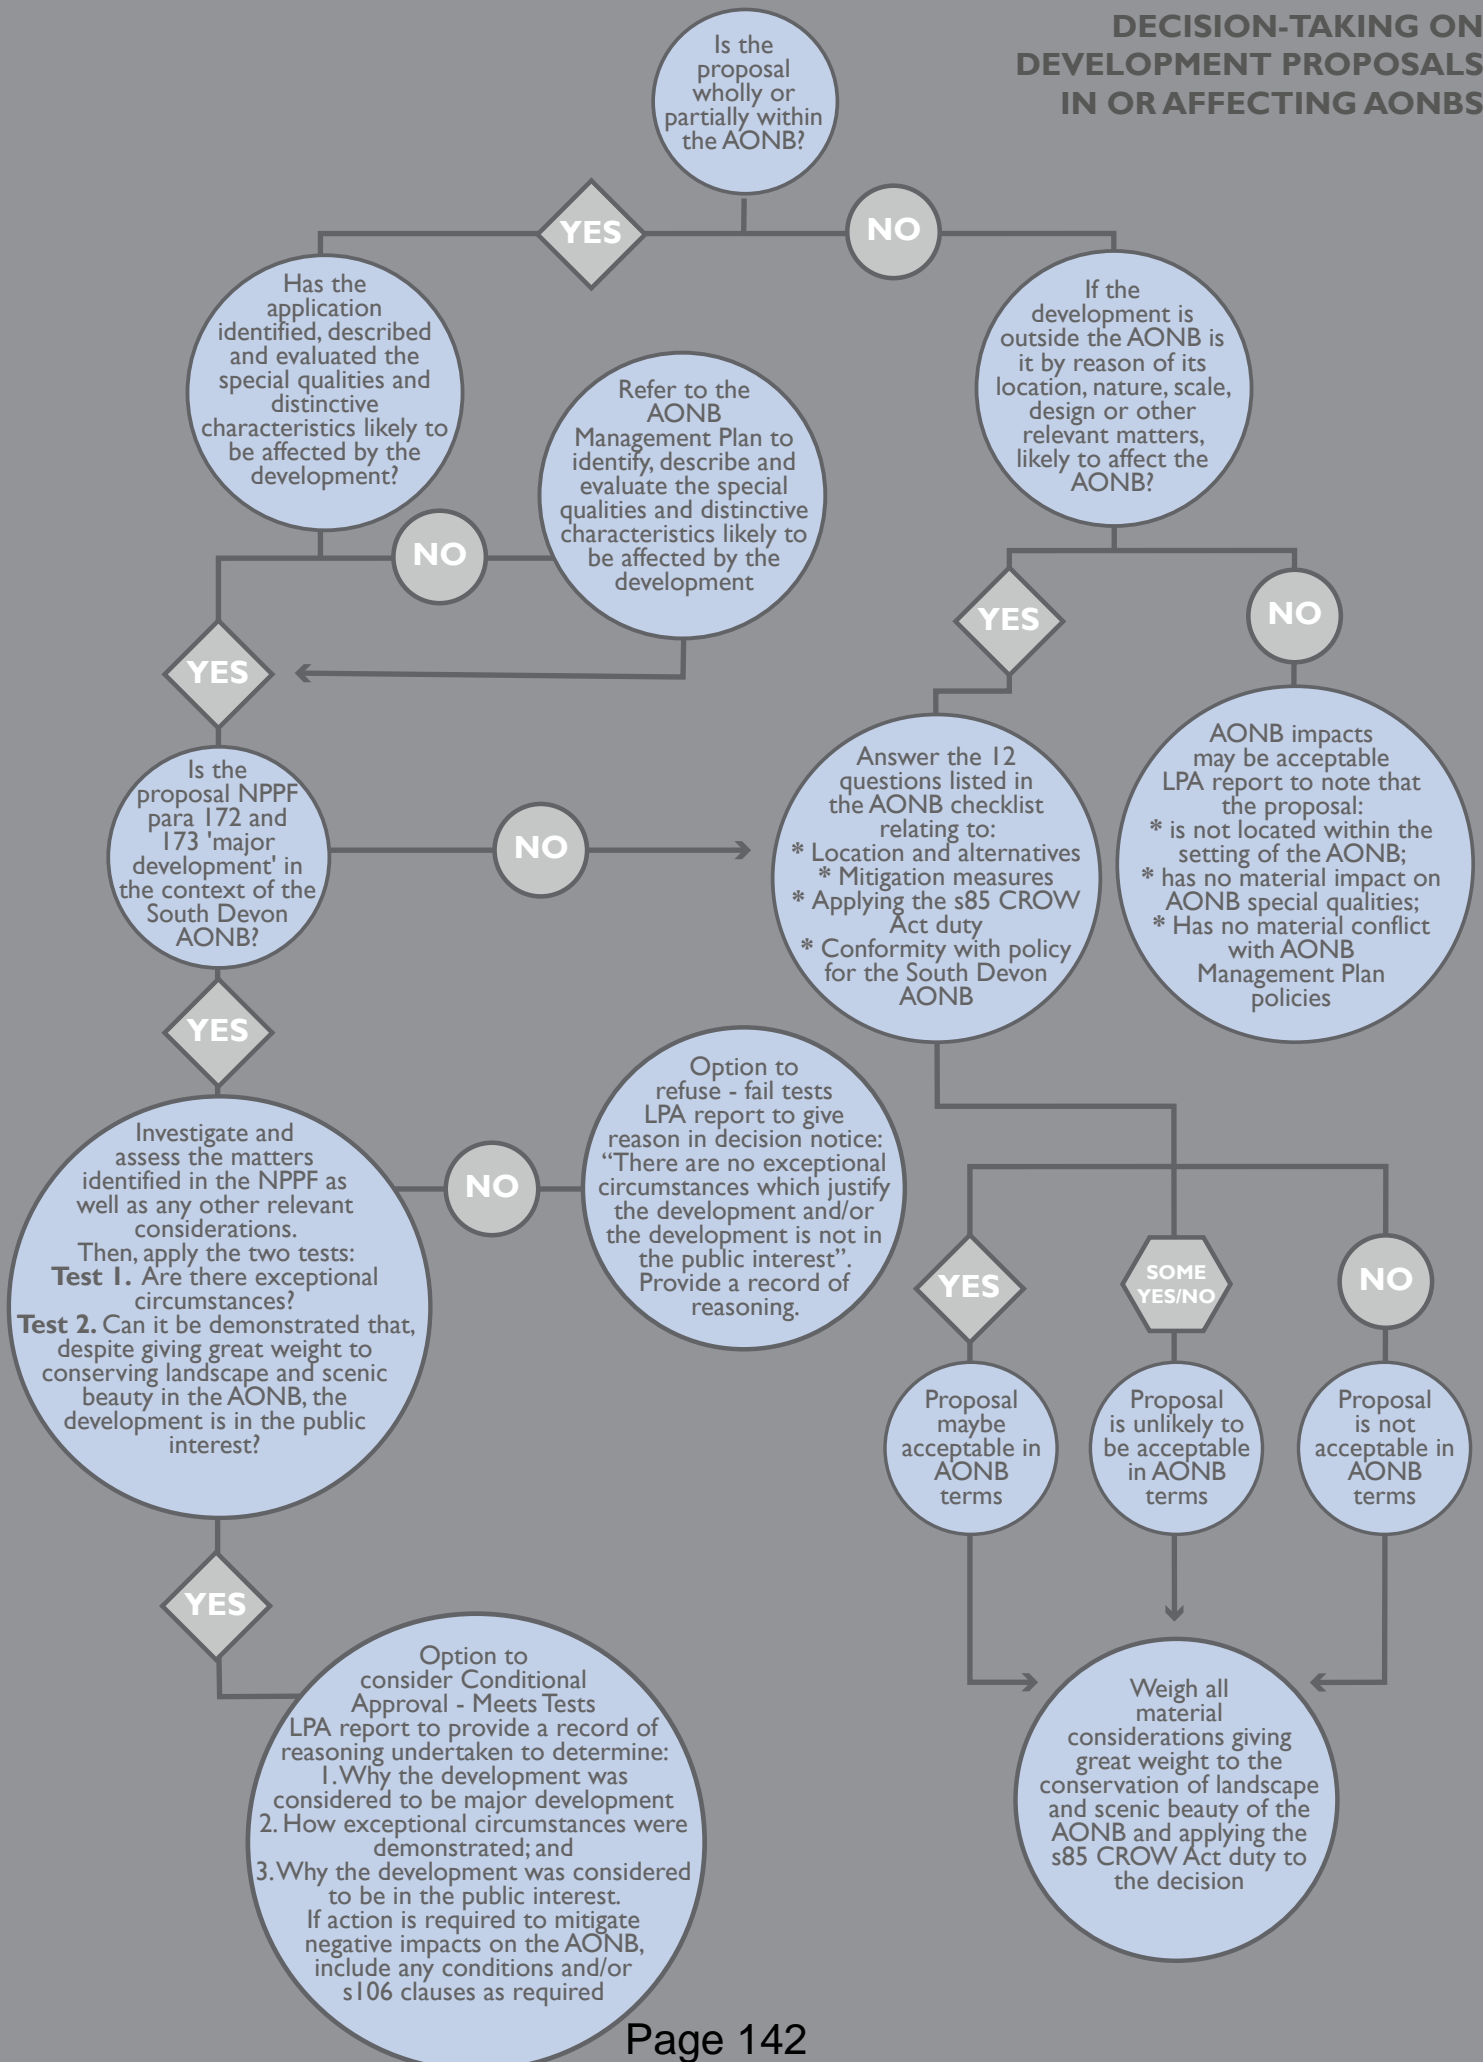 DECISION-TAKING ON
DEVELOPMENT PROPOSALS
IN OR AFFECTING AONBS
Is the
proposal
wholly or
partially within
the AONB?
YES
NO
Has the
application
identified, described
and evaluated the
special qualities and
distinctive
characteristics likely to
be affected by the
development?
NO
Refer to the
AONB
Management Plan to
identify, describe and
evaluate the special
qualities and distinctive
characteristics likely to
be affected by the
development
If the
development is
outside the AONB is
it by reason of its
location, nature, scale,
design or other
relevant matters,
likely to affect the
AONB?
YES
YES
NO
Is the
proposal NPPF
para 172 and
173 'major
development' in
the context of the
South Devon
AONB?
NO
Answer the 12
questions listed in
the AONB checklist
relating to:
* Location and alternatives
* Mitigation measures
* Applying the s85 CROW
Act duty
* Conformity with policy
for the South Devon
AONB
AONB impacts
may be acceptable
LPA report to note that
the proposal:
* is not located within the
setting of the AONB;
* has no material impact on
AONB special qualities;
* Has no material conflict
with AONB
Management Plan
policies
YES
Investigate and
assess the matters
identified in the NPPF as
well as any other relevant
considerations.
Then, apply the two tests:
Test 1. Are there exceptional
circumstances?
Test 2. Can it be demonstrated that,
despite giving great weight to
conserving landscape and scenic
beauty in the AONB, the
development is in the public
interest?
NO
Option to
refuse - fail tests
LPA report to give
reason in decision notice:
“There are no exceptional
circumstances which justify
the development and/or
the development is not in
the public interest”.
Provide a record of
reasoning.
YES
SOME
YES/NO
NO
Proposal
maybe
acceptable in
AONB
terms
Proposal
is unlikely to
be acceptable
in AONB
terms
Proposal
is not
acceptable in
AONB
terms
YES
Option to
consider Conditional
Approval - Meets Tests
LPA report to provide a record of
reasoning undertaken to determine:
1. Why the development was
considered to be major development
2. How exceptional circumstances were
demonstrated; and
3. Why the development was considered
to be in the public interest.
If action is required to mitigate
negative impacts on the AONB,
include any conditions and/or
s106 clauses as required
Weigh all
material
considerations giving
great weight to the
conservation of landscape
and scenic beauty of the
AONB and applying the
s85 CROW Act duty to
the decision
Page 142